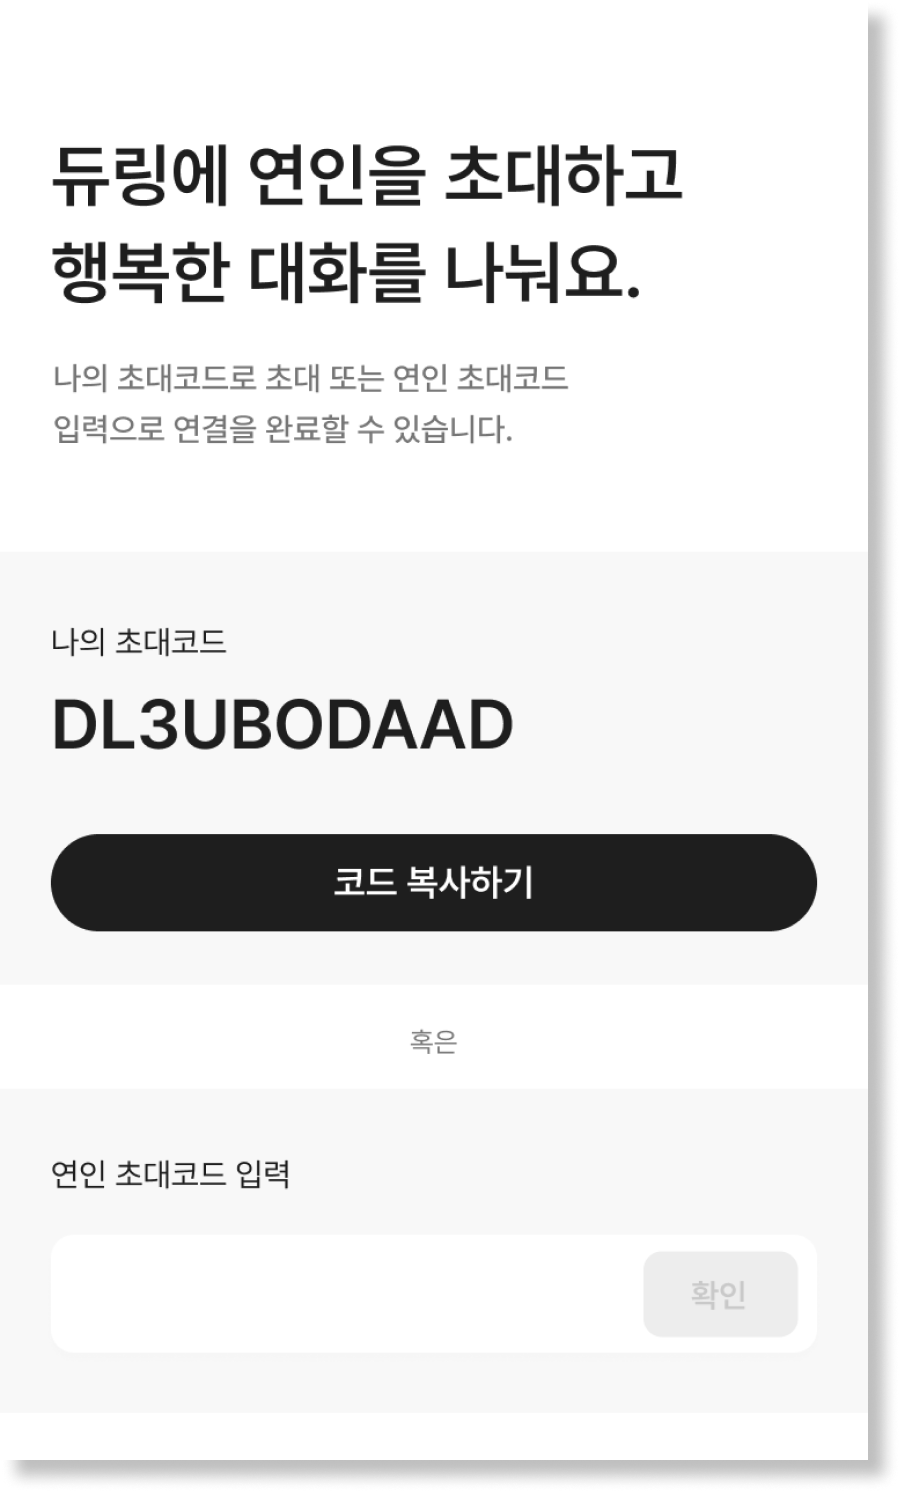 듀링에 연인을 초대하고
행복한 대화를 나눠요.
나의 초대코드로 초대 또는 연인 초대코드
입력으로 연결을 완료할 수 있습니다.
나의 초대코드
DL3UBODAAD
코드 복사하기
혹은
연인 초대코드 입력
확인